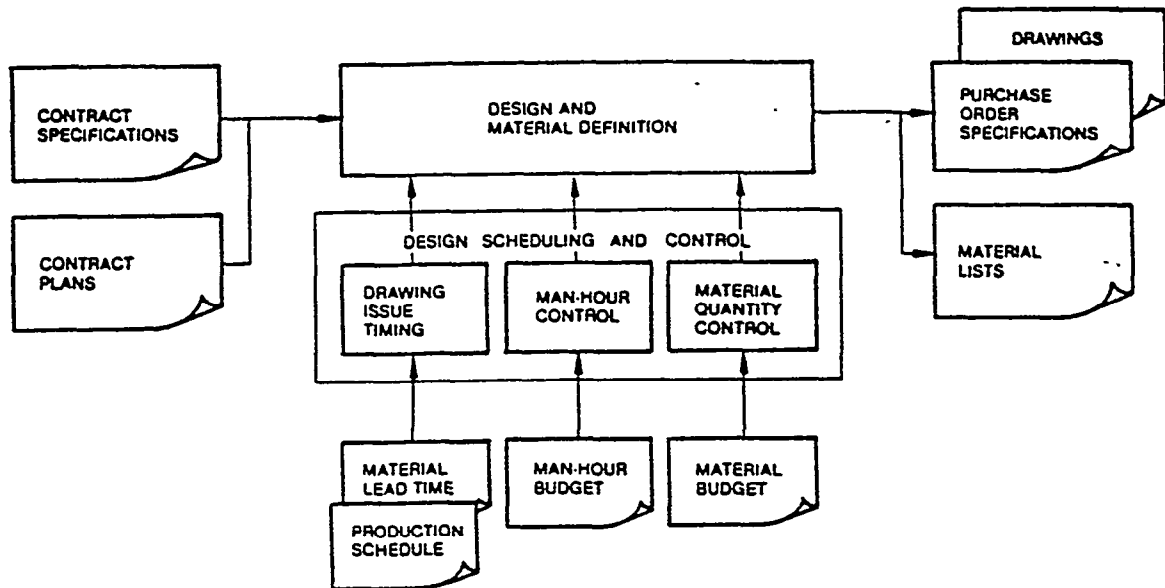 DRAWINGS
CONTRACT
SPECIFICATIONS
DESIGN AND
MATERIAL DEFINITION
PURCHASE
ORDER
SPECIFICATIONS
CONTRACT
PLANS
DESIGN SCHEDULING AND CONTROL
DRAWING
ISSUE
TIMING
MAN-HOUR
CONTROL
MATERIAL
QUANTITY
CONTROL
MATERIAL
LISTS
MATERIAL
LEAD TIME
PRODUCTION
SCHEDULE
MAN-HOUR
BUDGET
MATERIAL
BUDGET